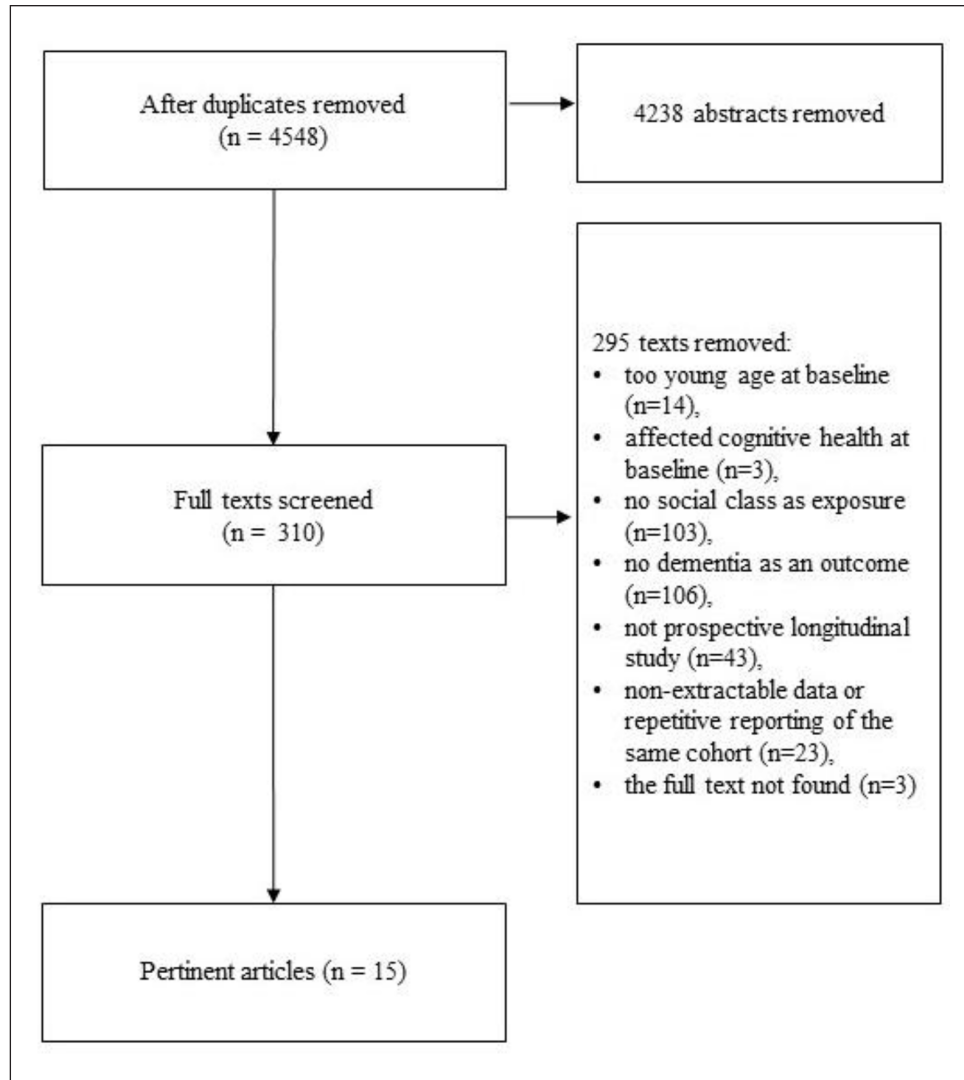 After duplicates removed
(n = 4548)
4238 abstracts removed
295 texts removed:
• too young age at baseline
(n=14),
• affected cognitive health at
baseline (n=3),
• no social class as exposure
(n=103),
• no dementia as an outcome
(n=106),
• not prospective longitudinal
study (n=43),
• non-extractable data or
repetitive reporting of the
same cohort (n=23),
• the full text not found (n=3)
Full texts screened
(n = 310)
Pertinent articles (n = 15)